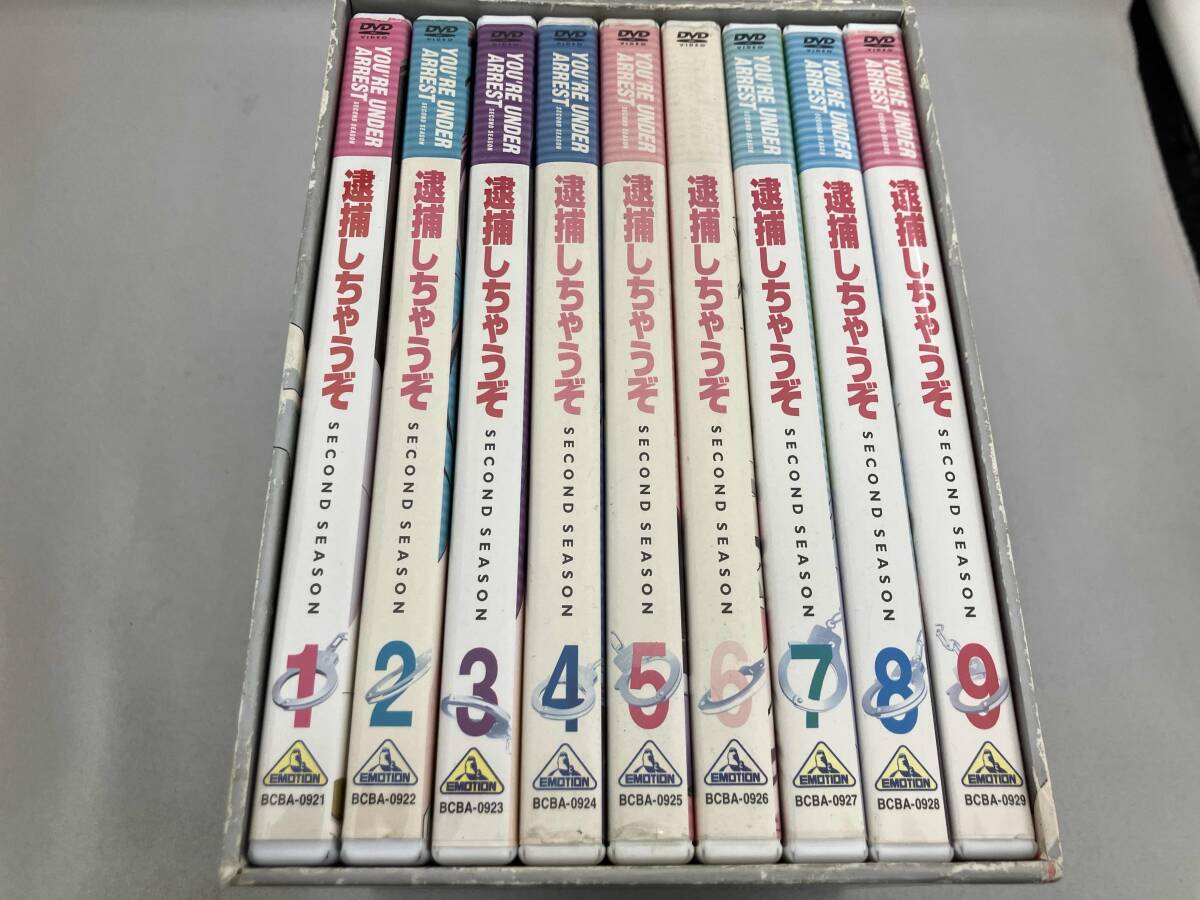 DVD
VIDEO
YOU'RE UNDER
ARREST
SECOND SEASON
逮捕しちゃうぞ
SECOND SEASON
1
EMOTION
BCBA-0921
DVD
VIDEO
YOU'RE UNDER
ARREST
SECOND SEASON
逮捕しちゃうぞ
SECOND SEASON
2
EMOTION
BCBA-0922
DVD
VIDEO
YOU'RE UNDER
ARREST
SECOND SEASON
逮捕しちゃうぞ
SECOND SEASON
3
EMOTION
BCBA-0923
DVD
VIDEO
YOU'RE UNDER
ARREST
SECOND SEASON
逮捕しちゃうぞ
SECOND SEASON
4
EMOTION
BCBA-0924
DVD
VIDEO
YOU'RE UNDER
ARREST
SECOND SEASON
逮捕しちゃうぞ
SECOND SEASON
5
EMOTION
BCBA-0925
DVD
VIDEO
逮捕しちゃうぞ
SECOND SEASON
6
EMOTION
BCBA-0926
DVD
VIDEO
YOU'RE UNDER
ARREST
SECOND SEASON
逮捕しちゃうぞ
SECOND SEASON
7
EMOTION
BCBA-0927
DVD
VIDEO
YOU'RE UNDER
ARREST
SECOND SEASON
逮捕しちゃうぞ
SECOND SEASON
8
EMOTION
BCBA-0928
DVD
VIDEO
YOU'RE UNDER
ARREST
SECOND SEASON
逮捕しちゃうぞ
SECOND SEASON
9
EMOTION
BCBA-0929